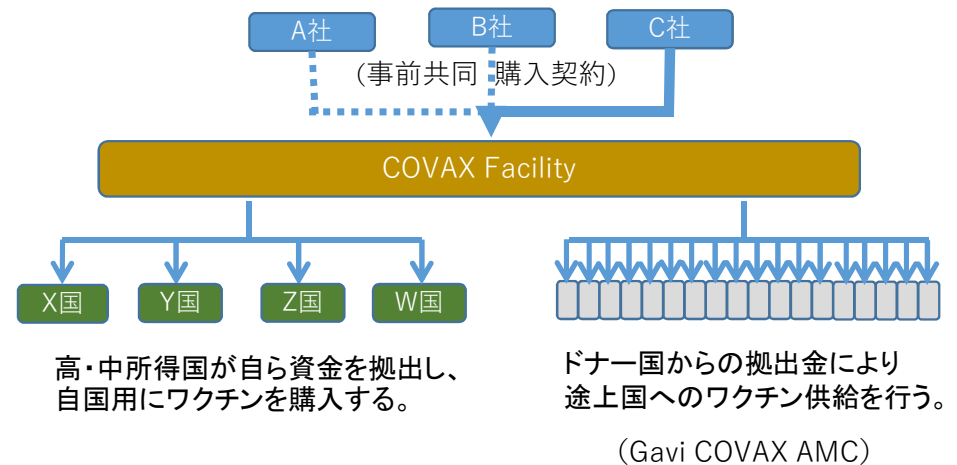 A社
B社
C社
(事前共同 購入契約)
COVAX Facility
X国
Y国
Z国
W国
高・中所得国が自ら資金を拠出し、
自国用にワクチンを購入する。
ドナー国からの拠出金により
途上国へのワクチン供給を行う。
（Gavi COVAX AMC）